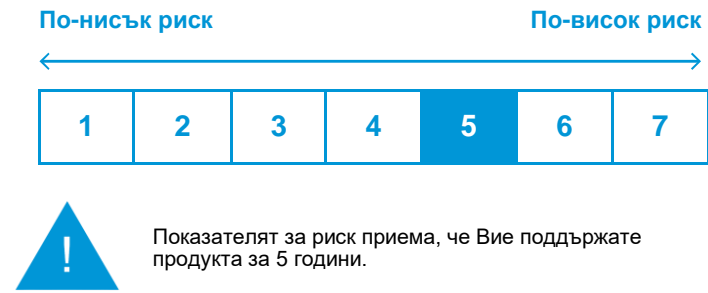 По-нисък риск По-висок риск
1 2 3 4 5 6 7
!
Показателят за риск приема, че Вие поддържате
продукта за 5 години.